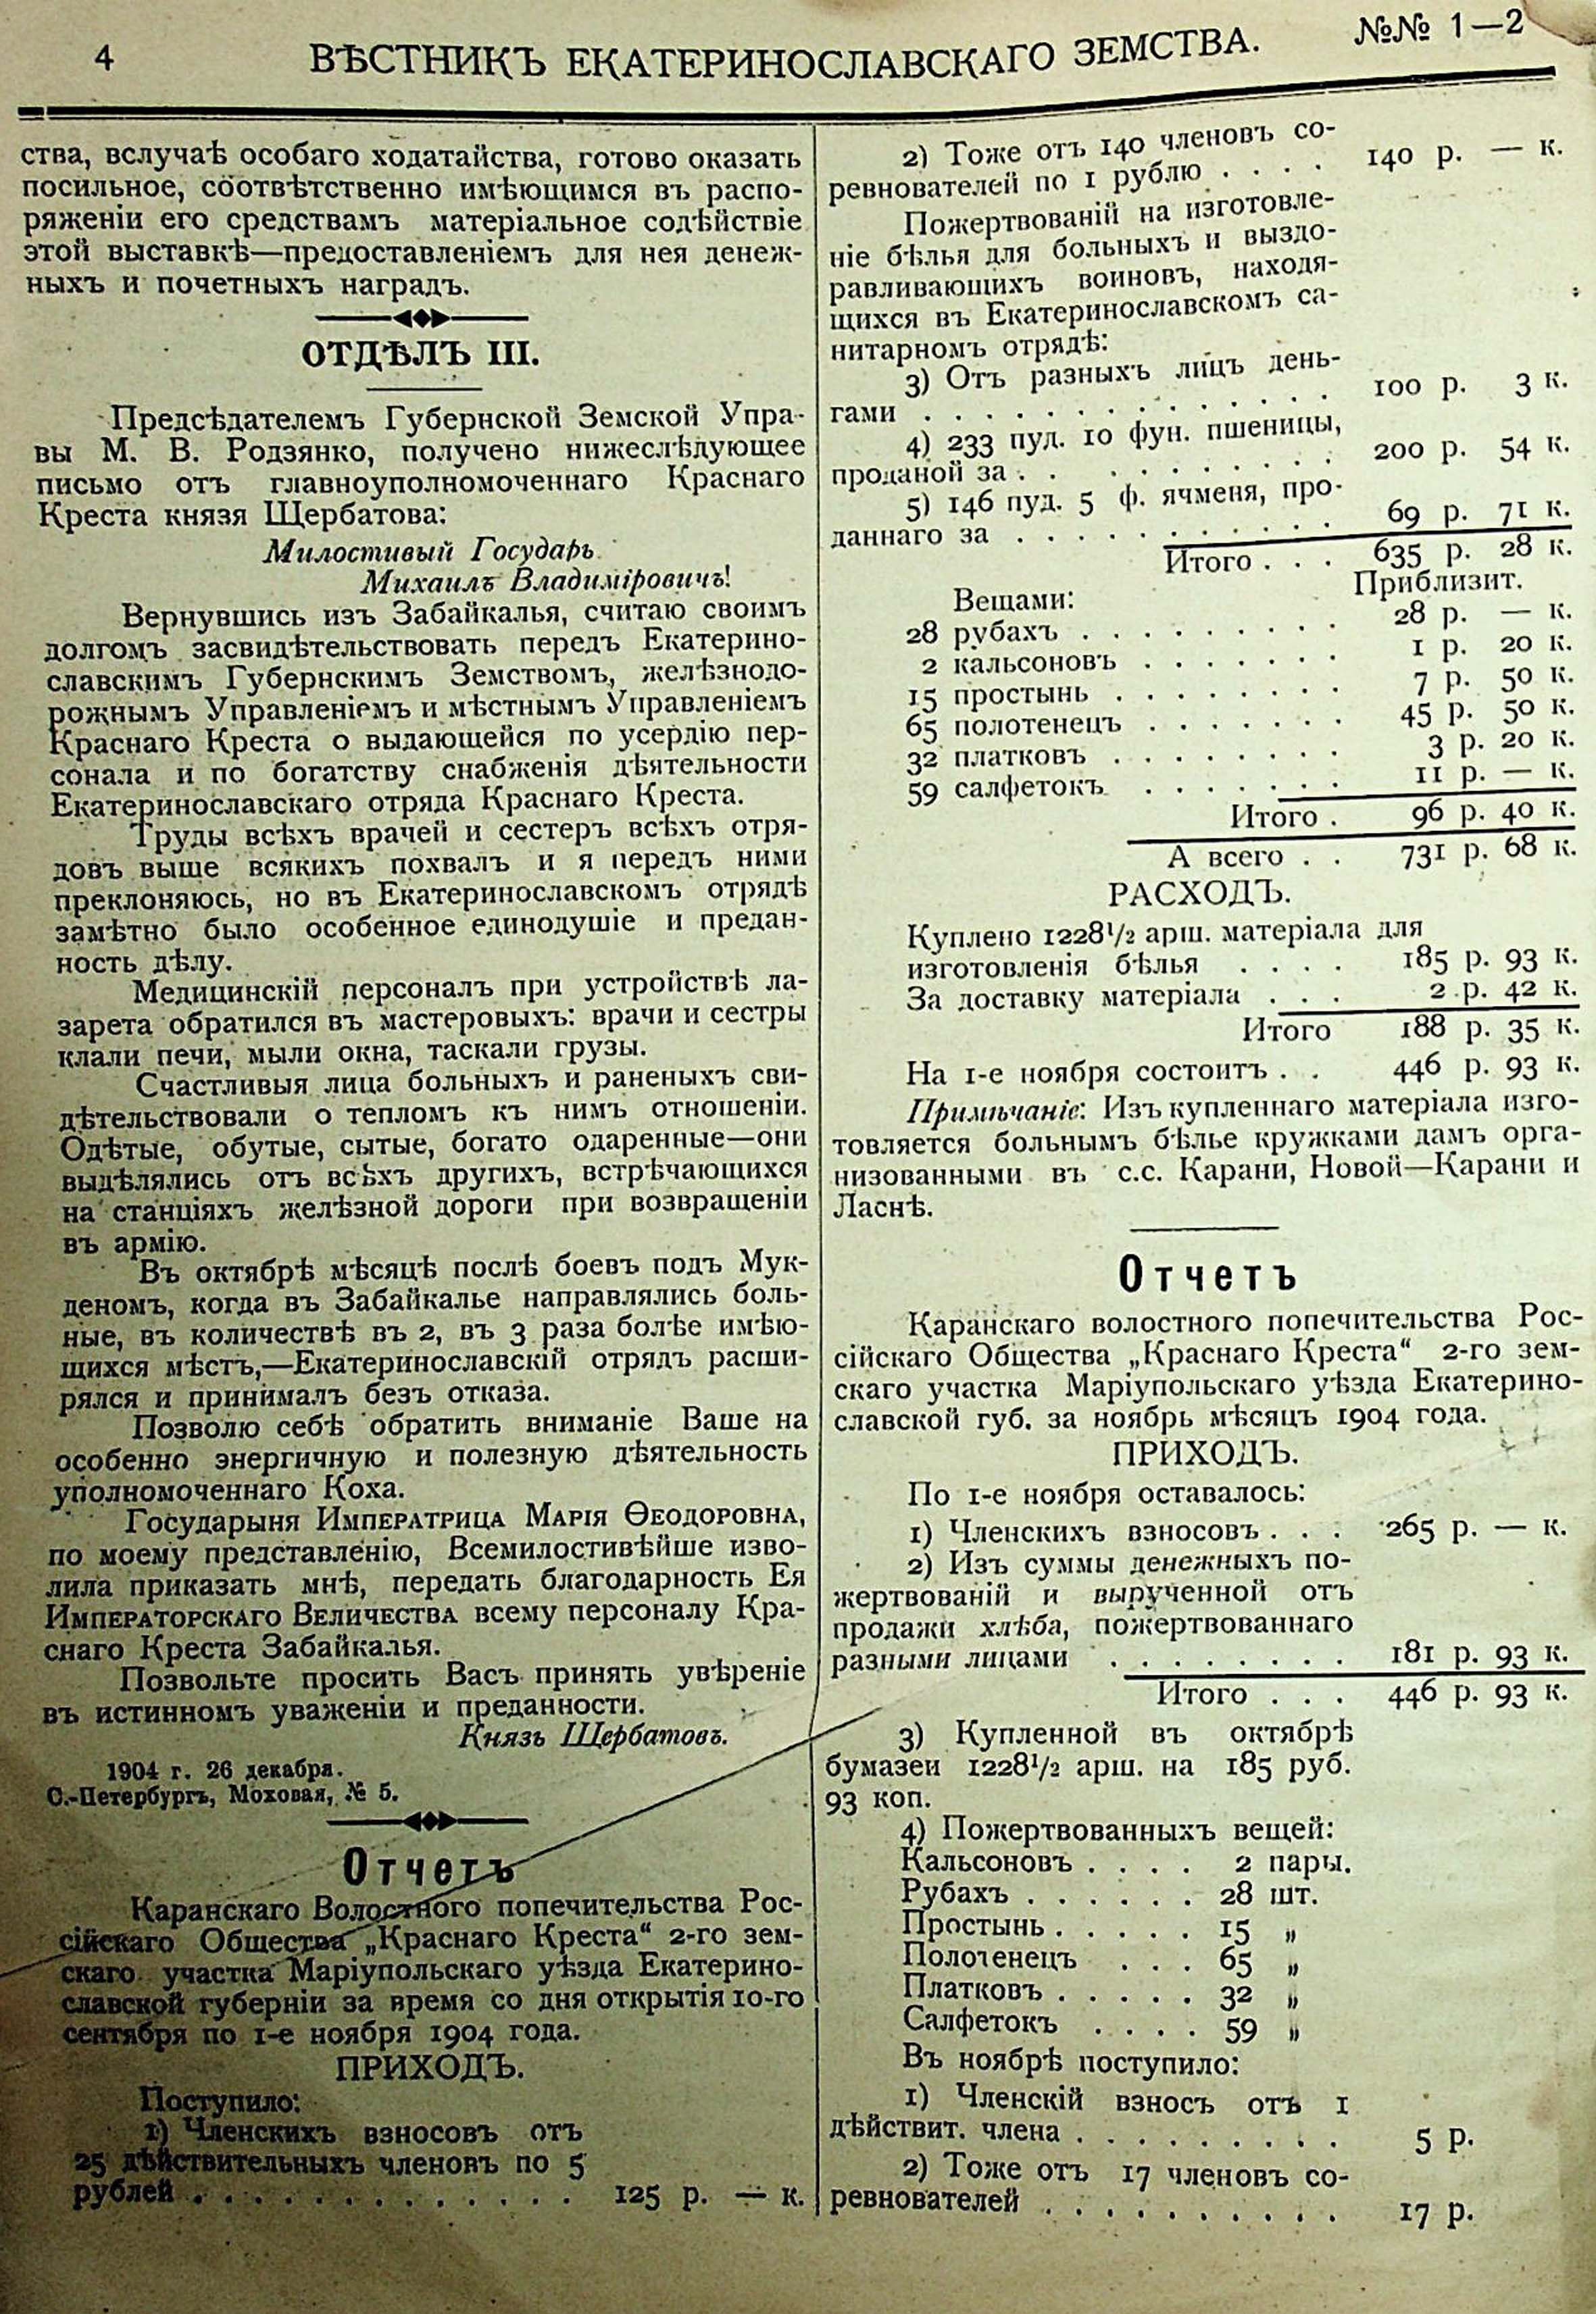 4
ВѢСТНИКЪ ЕКАТЕРИНОСЛАВСКАГО ЗЕМСТВА.
№№ 1—2
ства, вслучаѣ особаго ходатайства, готово оказать
посильное, соотвѣтственно имѣющимся въ распо-
ряженіи его средствамъ матеріальное содѣйствіе
этой выставкѣ—предоставленіемъ для нея денеж-
ныхъ и почетныхъ наградъ.
ОТДѢЛЪ III.
Предсѣдателемъ Губернской Земской Упра-
вы М. В. Родзянко, получено нижеслѣдующее
письмо отъ главноуполномоченнаго Краснаго
Креста князя Щербатова:
Милостивый Государь
Михаилъ Владиміровичъ!
Вернувшись изъ Забайкалья, считаю своимъ
долгомъ засвидѣтельствовать передъ Екатерино-
славскимъ Губернскимъ Земствомъ, желѣзнодо-
рожнымъ Управленіемъ и мѣстнымъ Управленіемъ
Краснаго Креста о выдающейся по усердію пер-
сонала и по богатству снабженія дѣятельности
Екатеринославскаго отряда Краснаго Креста.
Труды всѣхъ врачей и сестеръ всѣхъ отря-
довъ выше всякихъ похвалъ и я передъ ними
преклоняюсь, но въ Екатеринославскомъ отрядѣ
замѣтно было особенное единодушіе и предан-
ность дѣлу.
Медицинскій персоналъ при устройствѣ ла-
зарета обратился въ мастеровыхъ: врачи и сестры
клали печи, мыли окна, таскали грузы.
Счастливыя лица больныхъ и раненыхъ сви-
дѣтельствовали о тепломъ къ нимъ отношеніи.
Одѣтые, обутые, сытые, богато одаренные—они
выдѣлялись отъ всѣхъ другихъ, встрѣчающихся
на станціяхъ желѣзной дороги при возвращеніи
въ армію.
Въ октябрѣ мѣсяцѣ послѣ боевъ подъ Мук-
деномъ, когда въ Забайкалье направлялись боль-
ные, въ количествѣ въ 2, въ 3 раза болѣе имѣю-
щихся мѣстъ,—Екатеринославскій отрядъ расши-
рялся и принималъ безъ отказа.
Позволю себѣ обратить вниманіе Ваше на
особенно энергичную и полезную дѣятельность
уполномоченнаго Коха.
Государыня Императрица Марія Ѳеодоровна,
по моему представленію, Всемилостивѣйше изво-
лила приказать мнѣ, передать благодарность Ея
Императорскаго Величества всему персоналу Кра-
снаго Креста Забайкалья.
Позвольте просить Васъ принять увѣреніе
въ истинномъ уваженіи и преданности.
Князь Щербатовъ.
1904 г. 26 декабря.
С.-Петербургъ, Моховая, № 5.
Отчетъ
Каранскаго Волостного попечительства Рос-
сійскаго Общества „Краснаго Креста“ 2-го зем-
скаго участка Маріупольскаго уѣзда Екатерино-
славской губерніи за время со дня открытія 10-го
сентября по 1-е ноября 1904 года.
ПРИХОДЪ.
Поступило:
1) Членскихъ взносовъ отъ
25 дѣйствительныхъ членовъ по 5
рублей . . . . . . . . . . . . . 125 р. — к.
2) Тоже отъ 140 членовъ со-
ревнователей по 1 рублю . . . . 140 р. — к.
Пожертвованій на изготовле-
ніе бѣлья для больныхъ и выздо-
равливающихъ воиновъ, находя-
щихся въ Екатеринославскомъ са-
нитарномъ отрядѣ:
3) Отъ разныхъ лицъ день-
гами . . . . . . . . . . . . . . 100 р. 3 к.
4) 233 пуд. 10 фун. пшеницы,
проданой за . . . . . . . . . . 200 р. 54 к.
5) 146 пуд. 5 ф. ячменя, про-
даннаго за . . . . . . . . . . . 69 р. 71 к.
Итого . . . 635 р. 28 к.
Приблизит.
Вещами:
28 рубахъ . . . . . . . . . 28 р. — к.
2 кальсоновъ . . . . . . . 1 р. 20 к.
15 простынь . . . . . . . . 7 р. 50 к.
65 полотенецъ . . . . . . . 45 р. 50 к.
32 платковъ . . . . . . . . 3 р. 20 к.
59 салфетокъ . . . . . . . 11 р. — к.
Итого . 96 р. 40 к.
А всего . . 731 р. 68 к.
РАСХОДЪ.
Куплено 1228½ арш. матеріала для
изготовленія бѣлья . . . . 185 р. 93 к.
За доставку матеріала . . . 2 р. 42 к.
Итого 188 р. 35 к.
На 1-е ноября состоитъ . . 446 р. 93 к.
Примѣчаніе: Изъ купленнаго матеріала изго-
товляется больнымъ бѣлье кружками дамъ орга-
низованными въ с.с. Карани, Новой—Карани и
Ласнѣ.
Отчетъ
Каранскаго волостного попечительства Рос-
сійскаго Общества „Краснаго Креста“ 2-го зем-
скаго участка Маріупольскаго уѣзда Екатерино-
славской губ. за ноябрь мѣсяцъ 1904 года.
ПРИХОДЪ.
По 1-е ноября оставалось:
1) Членскихъ взносовъ . . . 265 р. — к.
2) Изъ суммы денежныхъ по-
жертвованій и вырученной отъ
продажи хлѣба, пожертвованнаго
разными лицами . . . . . . . . 181 р. 93 к.
Итого . . . 446 р. 93 к.
3) Купленной въ октябрѣ
бумазеи 1228½ арш. на 185 руб.
93 коп.
4) Пожертвованныхъ вещей:
Кальсоновъ . . . . 2 пары.
Рубахъ . . . . . . 28 шт.
Простынь . . . . . 15 „
Полотенецъ . . . 65 „
Платковъ . . . . . 32 „
Салфетокъ . . . . 59 „
Въ ноябрѣ поступило:
1) Членскій взносъ отъ 1
дѣйствит. члена . . . . . . . . . 5 р.
2) Тоже отъ 17 членовъ со-
ревнователей . . . . . . . . . . 17 р.